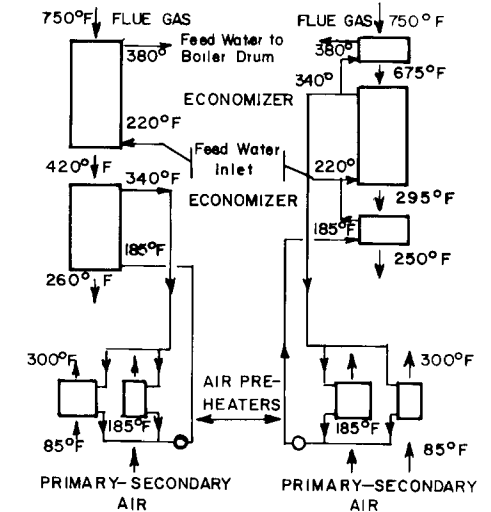 750°F FLUE GAS
380°
Feed Water to
Boiler Drum
FLUE GAS 750°F
380°
675°F
340°
ECONOMIZER
220°F
Feed Water
Inlet
220°
420°F
340°F
ECONOMIZER
295°F
185°F
185°F
260°F
250°F
300°F
185°F
85°F
AIR PRE-
HEATERS
300°F
185°F
85°F
PRIMARY-SECONDARY
AIR
PRIMARY-SECONDARY
AIR